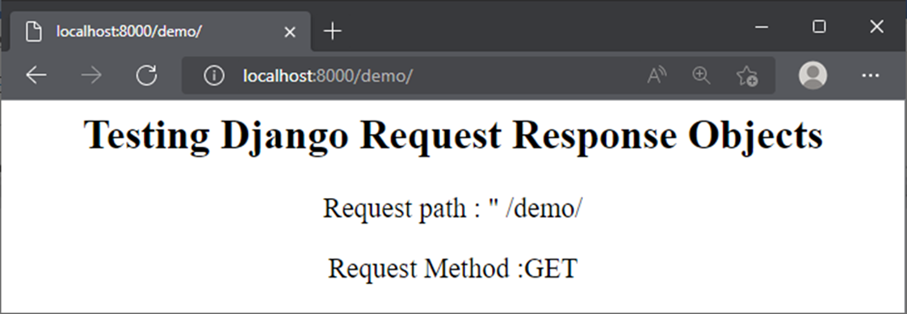 localhost:8000/demo/
localhost:8000/demo/
Testing Django Request Response Objects
Request path : " /demo/
Request Method :GET